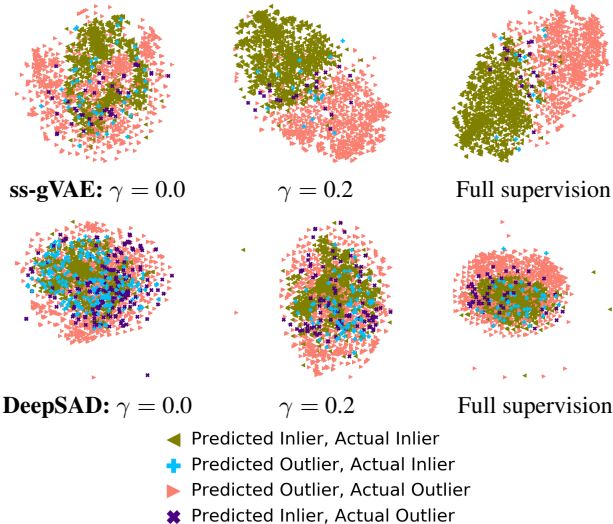 ss-gVAE: γ = 0.0 γ = 0.2 Full supervision
DeepSAD: γ = 0.0 γ = 0.2 Full supervision
Predicted Inlier, Actual Inlier
Predicted Outlier, Actual Inlier
Predicted Outlier, Actual Outlier
Predicted Inlier, Actual Outlier